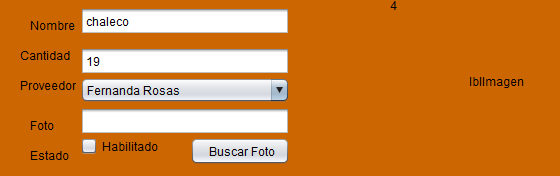 4
Nombre chaleco
Cantidad 19
Proveedor Fernanda Rosas
lblImagen
Foto
Estado Habilitado Buscar Foto